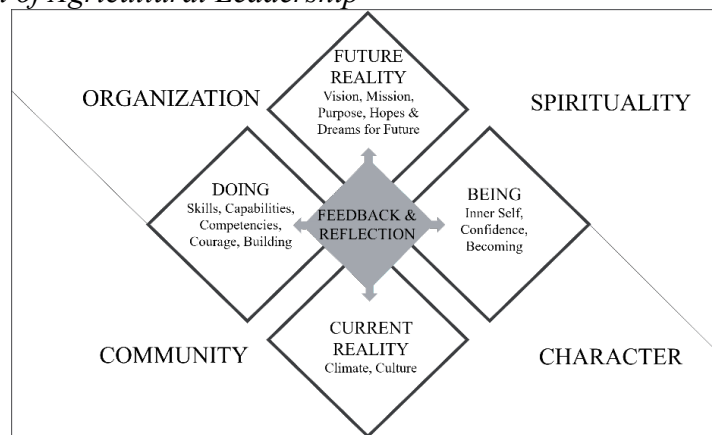 of Agricultural Leadership
FUTURE
REALITY
Vision, Mission,
Purpose, Hopes &
Dreams for Future
ORGANIZATION
SPIRITUALITY
DOING
Skills, Capabilities,
Competencies,
Courage, Building
FEEDBACK &
REFLECTION
BEING
Inner Self,
Confidence,
Becoming
CURRENT
REALITY
Climate, Culture
COMMUNITY
CHARACTER